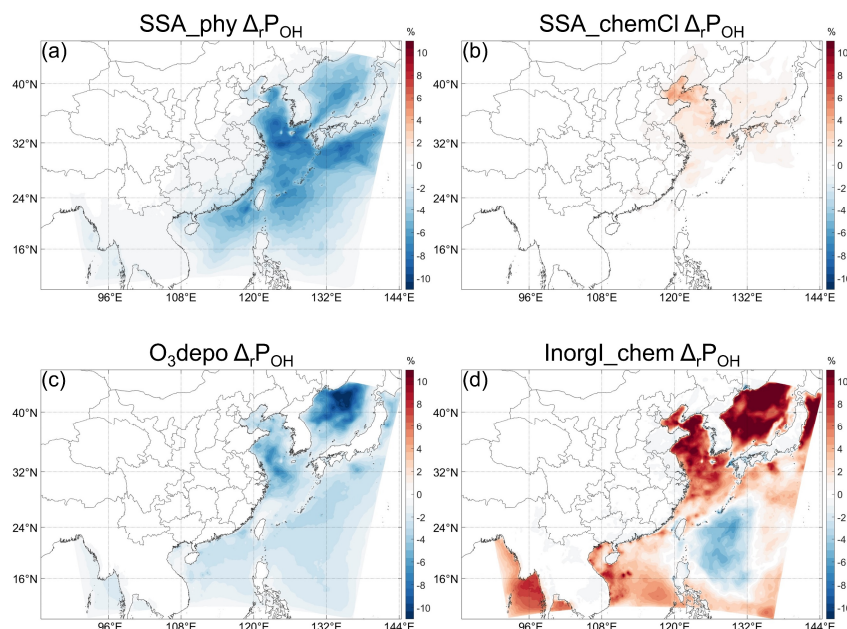 SSA_phy ΔrPOH
(a)
%
10
8
6
4
2
0
-2
-4
-6
-8
-10
40°N
32°N
24°N
16°N
96°E 108°E 120°E 132°E 144°E
SSA_chemCl ΔrPOH
(b)
%
10
8
6
4
2
0
-2
-4
-6
-8
-10
40°N
32°N
24°N
16°N
96°E 108°E 120°E 132°E 144°E
O3depo ΔrPOH
(c)
%
10
8
6
4
2
0
-2
-4
-6
-8
-10
40°N
32°N
24°N
16°N
96°E 108°E 120°E 132°E 144°E
InorgI_chem ΔrPOH
(d)
%
10
8
6
4
2
0
-2
-4
-6
-8
-10
40°N
32°N
24°N
16°N
96°E 108°E 120°E 132°E 144°E